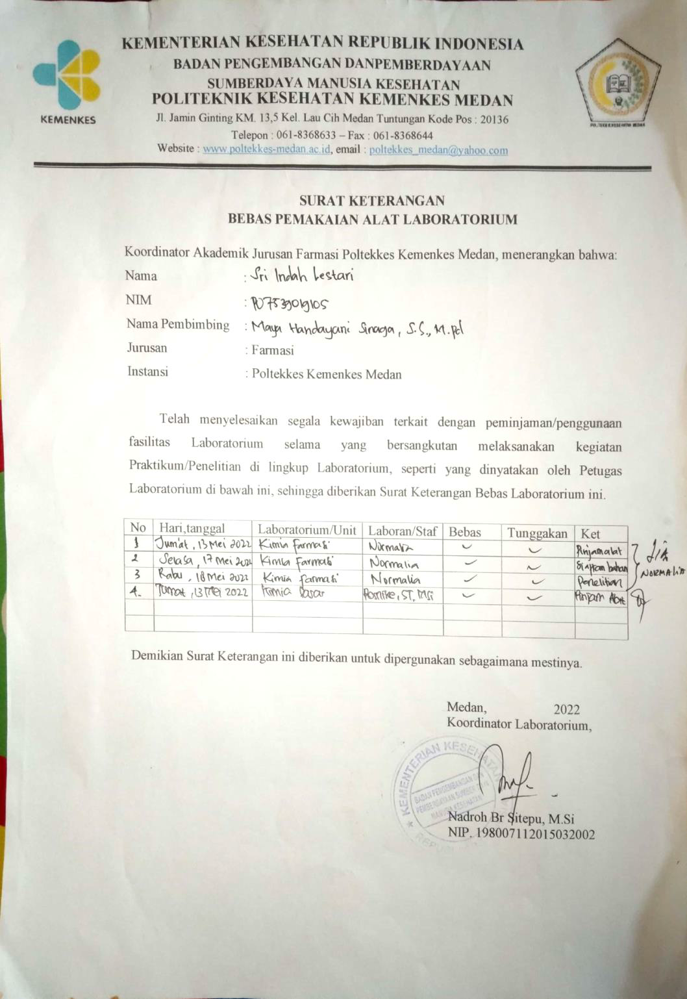 KEMENTERIAN KESEHATAN REPUBLIK INDONESIA
BADAN PENGEMBANGAN DANPEMBERDAYAAN
SUMBERDAYA MANUSIA KESEHATAN
POLITEKNIK KESEHATAN KEMENKES MEDAN
Jl. Jamin Ginting KM. 13,5 Kel. Lau Cih Medan Tuntungan Kode Pos : 20136
Telepon : 061-8368633 – Fax : 061-8368644
Website : www.poltekkes-medan.ac.id, email : poltekkes_medan@yahoo.com
KEMENKES
POLTEKKES KEMENKES MEDAN
SURAT KETERANGAN
BEBAS PEMAKAIAN ALAT LABORATORIUM
Koordinator Akademik Jurusan Farmasi Poltekkes Kemenkes Medan, menerangkan bahwa:
Nama : Sri Indah Lestari
NIM : P07539019105
Nama Pembimbing : Maya Handayani Sinaga, S.S., M.Pd
Jurusan : Farmasi
Instansi : Poltekkes Kemenkes Medan
Telah menyelesaikan segala kewajiban terkait dengan peminjaman/penggunaan
fasilitas Laboratorium selama yang bersangkutan melaksanakan kegiatan
Praktikum/Penelitian di lingkup Laboratorium, seperti yang dinyatakan oleh Petugas
Laboratorium di bawah ini, sehingga diberikan Surat Keterangan Bebas Laboratorium ini.
No Hari,tanggal Laboratorium/Unit Laboran/Staf Bebas Tunggakan Ket
1 Jum'at, 13 Mei 2022 Kimia Farmasi Normalia ✓ ✓ Pinjam alat
2 Selasa, 17 Mei 2022 Kimia Farmasi Normalia ✓ ✓ Siapkan bahan
3 Rabu, 18 Mei 2022 Kimia Farmasi Normalia ✓ ✓ Penelitian
NORMALIA
4. Jumat, 13 Mei 2022 Kimia Dasar ST, MSi ✓ ✓ Pinjam Alat
Demikian Surat Keterangan ini diberikan untuk dipergunakan sebagaimana mestinya.
Medan, 2022
Koordinator Laboratorium,
KEMENTERIAN KESEHATAN
BADAN PENGEMBANGAN DAN
PEMBERDAYAAN SUMBER DAYA
MANUSIA KESEHATAN
Nadroh Br Sitepu, M.Si
NIP. 198007112015032002